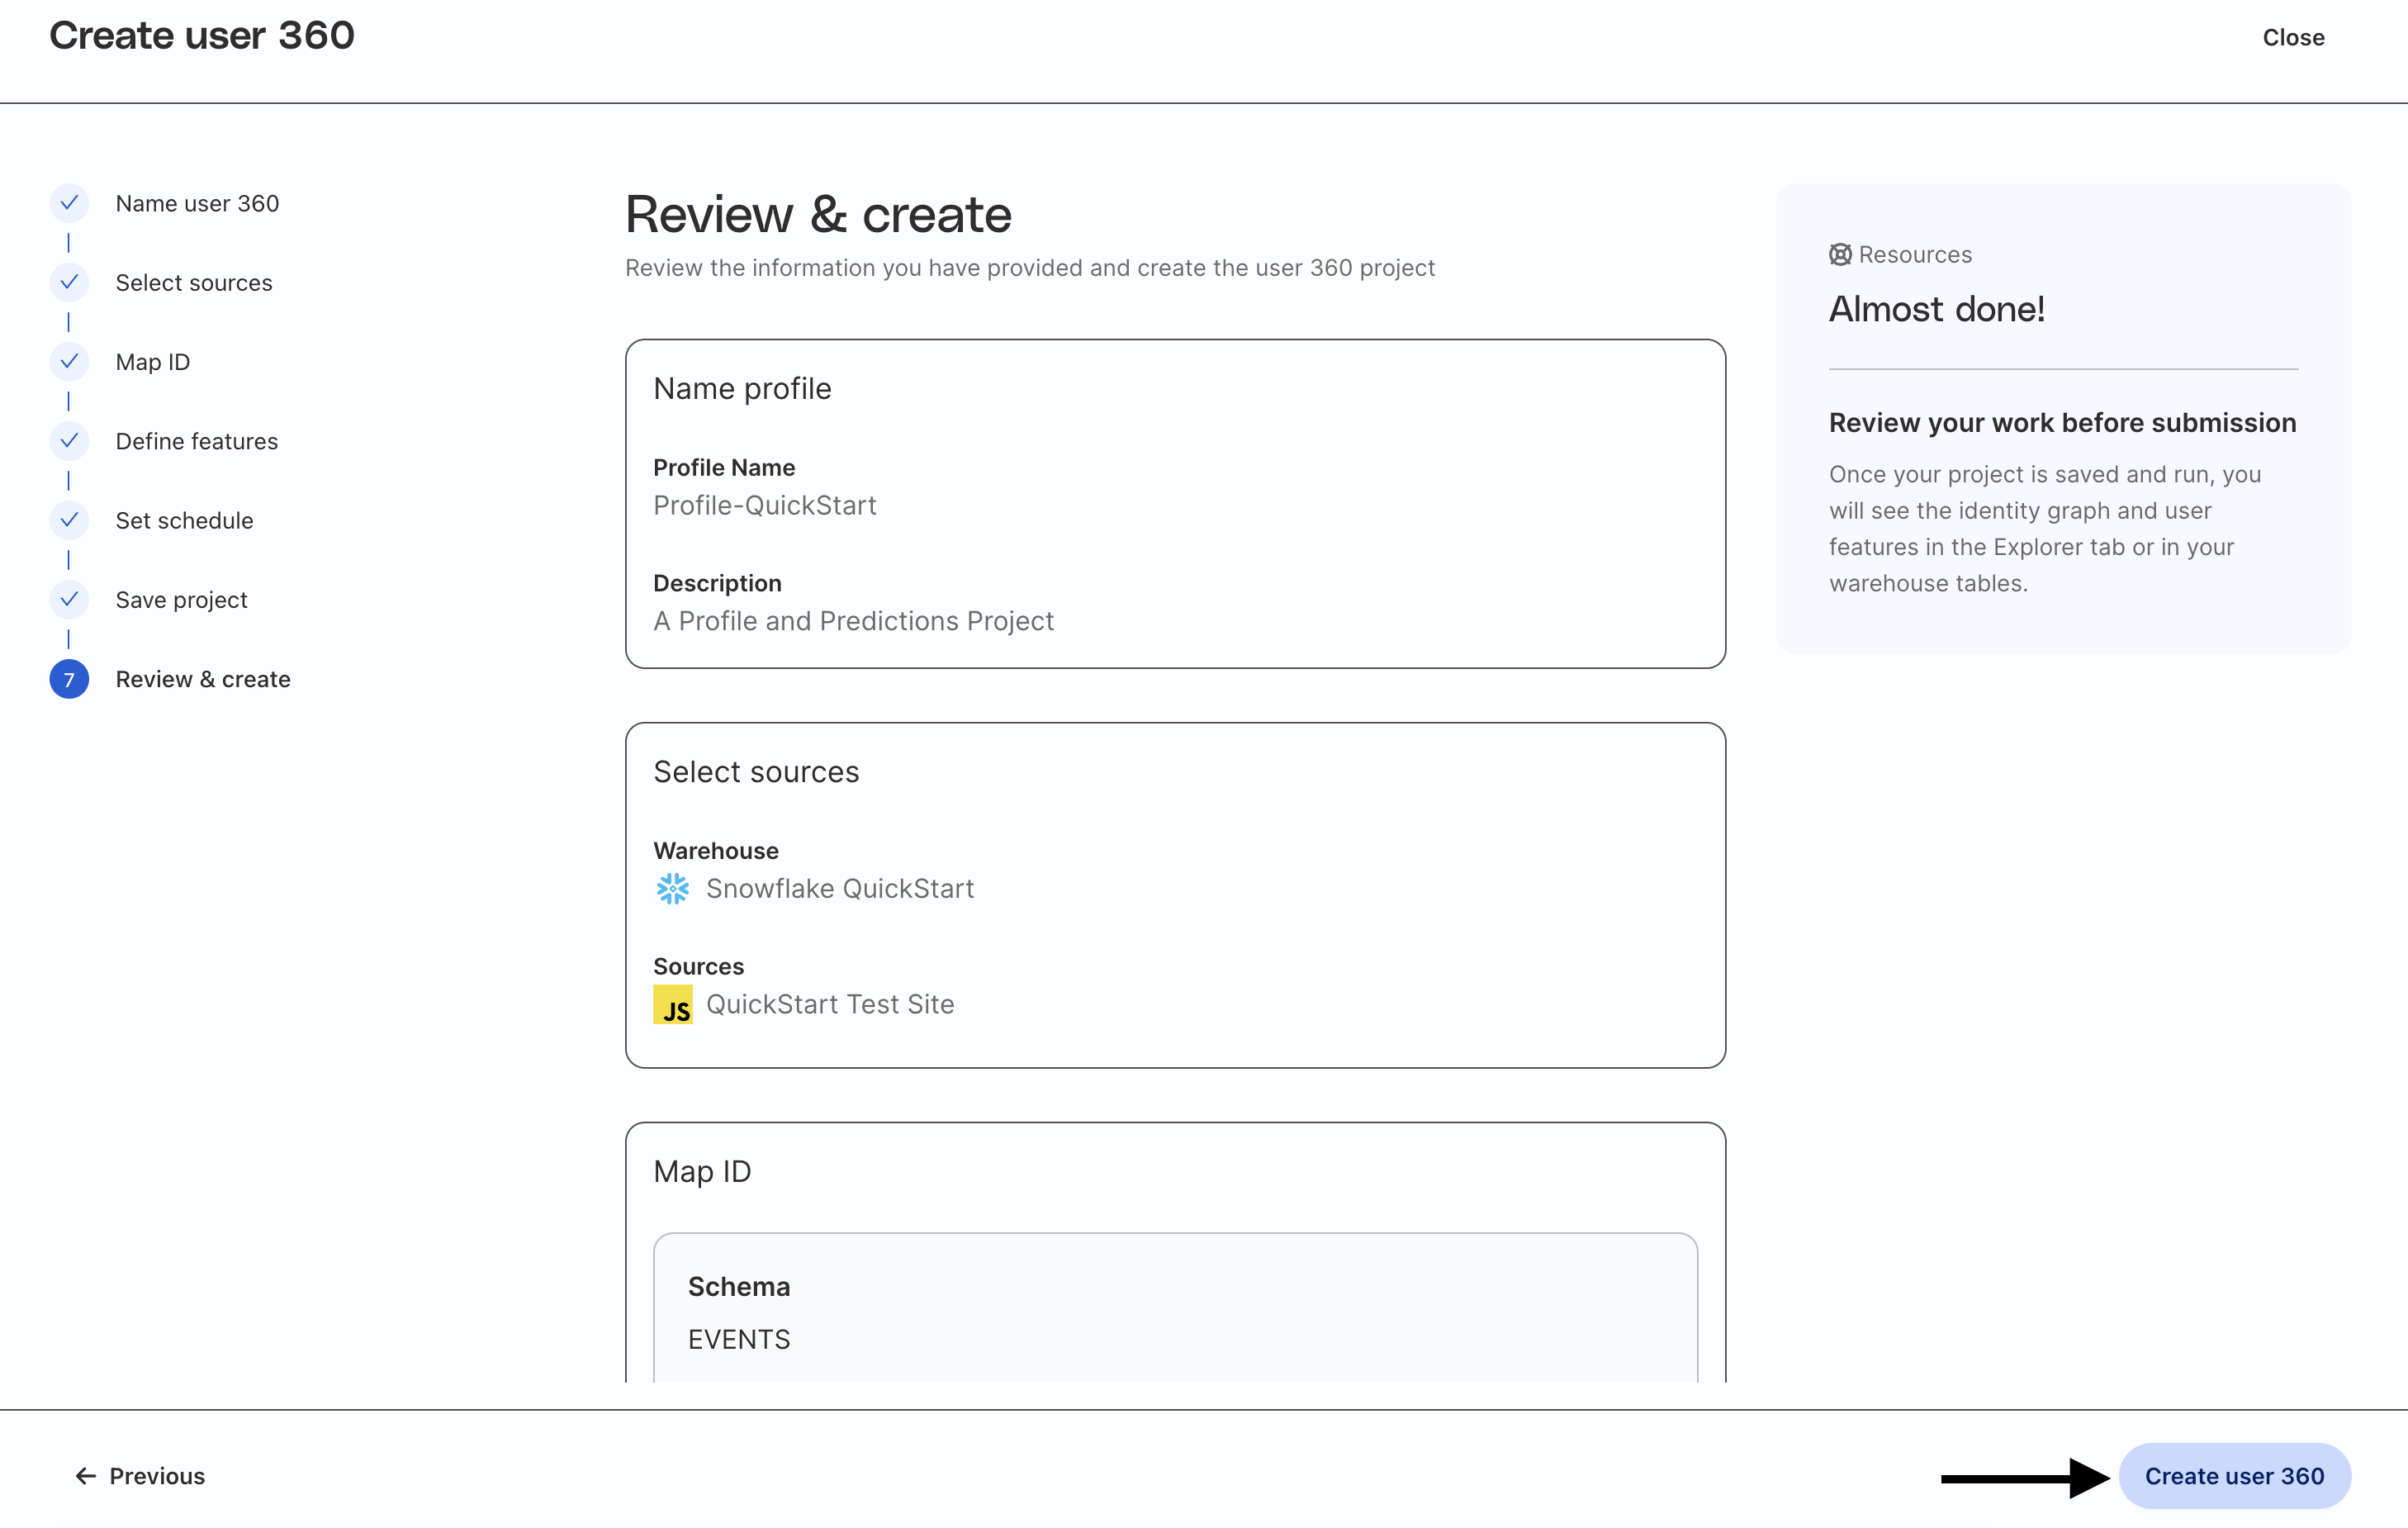 Create user 360
Close
Name user 360
Select sources
Map ID
Define features
Set schedule
Save project
7
Review & create
Review & create
Review the information you have provided and create the user 360 project
Name profile
Profile Name
Profile-QuickStart
Description
A Profile and Predictions Project
Select sources
Warehouse
Snowflake QuickStart
Sources
JS
QuickStart Test Site
Map ID
Schema
EVENTS
Resources
Almost done!
Review your work before submission
Once your project is saved and run, you
will see the identity graph and user
features in the Explorer tab or in your
warehouse tables.
Previous
Create user 360